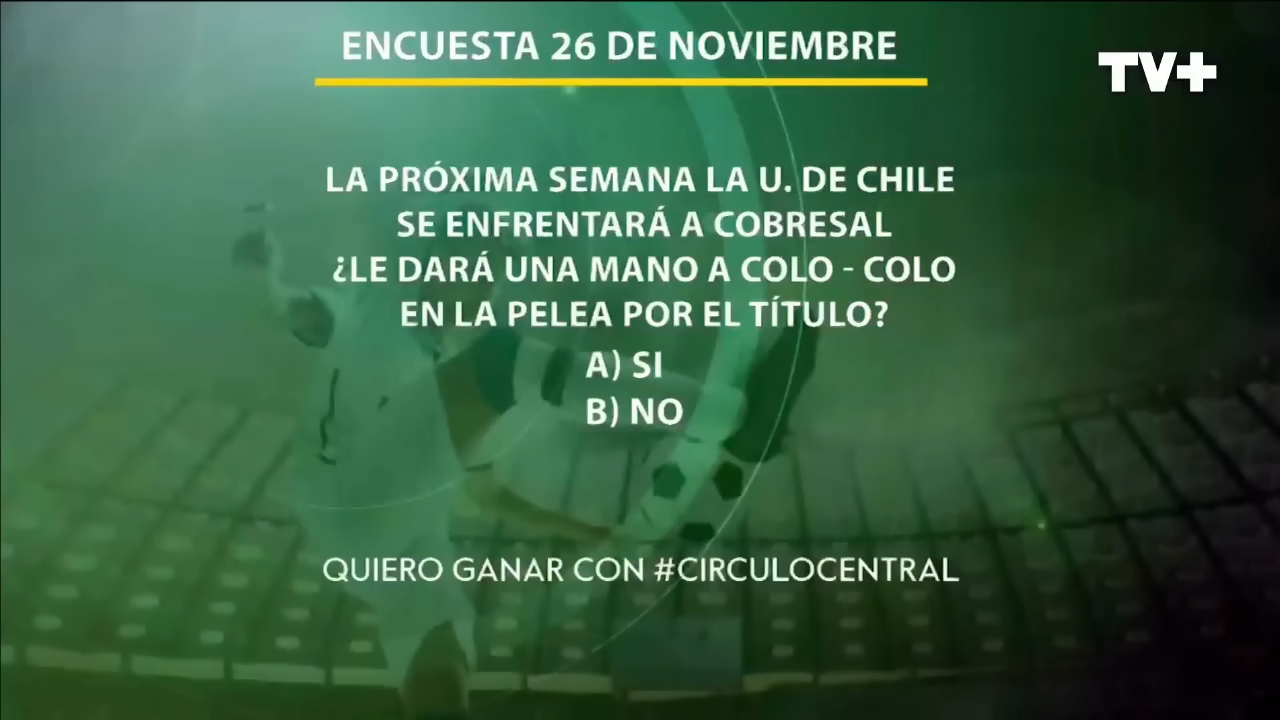 ENCUESTA 26 DE NOVIEMBRE
TV+
LA PRÓXIMA SEMANA LA U. DE CHILE
SE ENFRENTARÁ A COBRESAL
¿LE DARÁ UNA MANO A COLO - COLO
EN LA PELEA POR EL TÍTULO?
A) SI
B) NO
QUIERO GANAR CON #CIRCULOCENTRAL